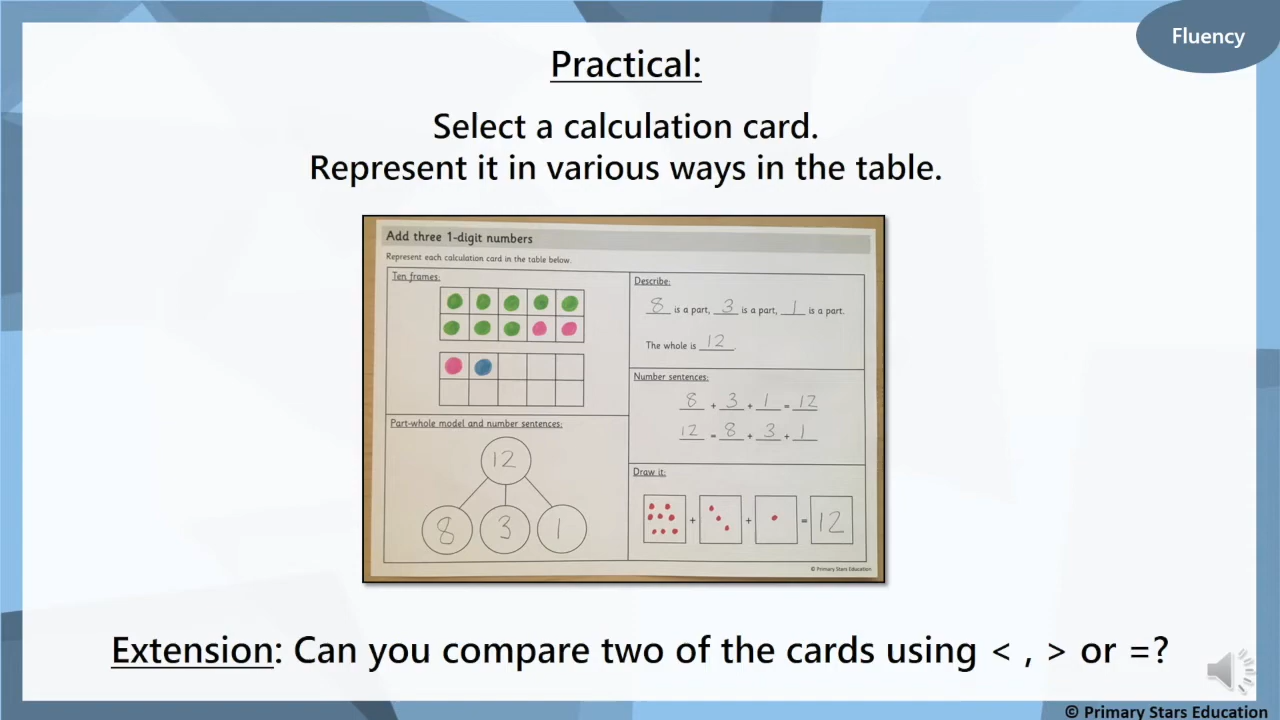 Fluency
Practical:
Select a calculation card.
Represent it in various ways in the table.
Add three 1-digit numbers
Represent each calculation card in the table below.
Ten frames:
Part-whole model and number sentences:
12
8 3 1
Describe:
8 is a part, 3 is a part, 1 is a part.
The whole is 12.
Number sentences:
8 + 3 + 1 = 12
12 = 8 + 3 + 1
Draw it:
+ + = 12
© Primary Stars Education
Extension: Can you compare two of the cards using < , > or =?
© Primary Stars Education